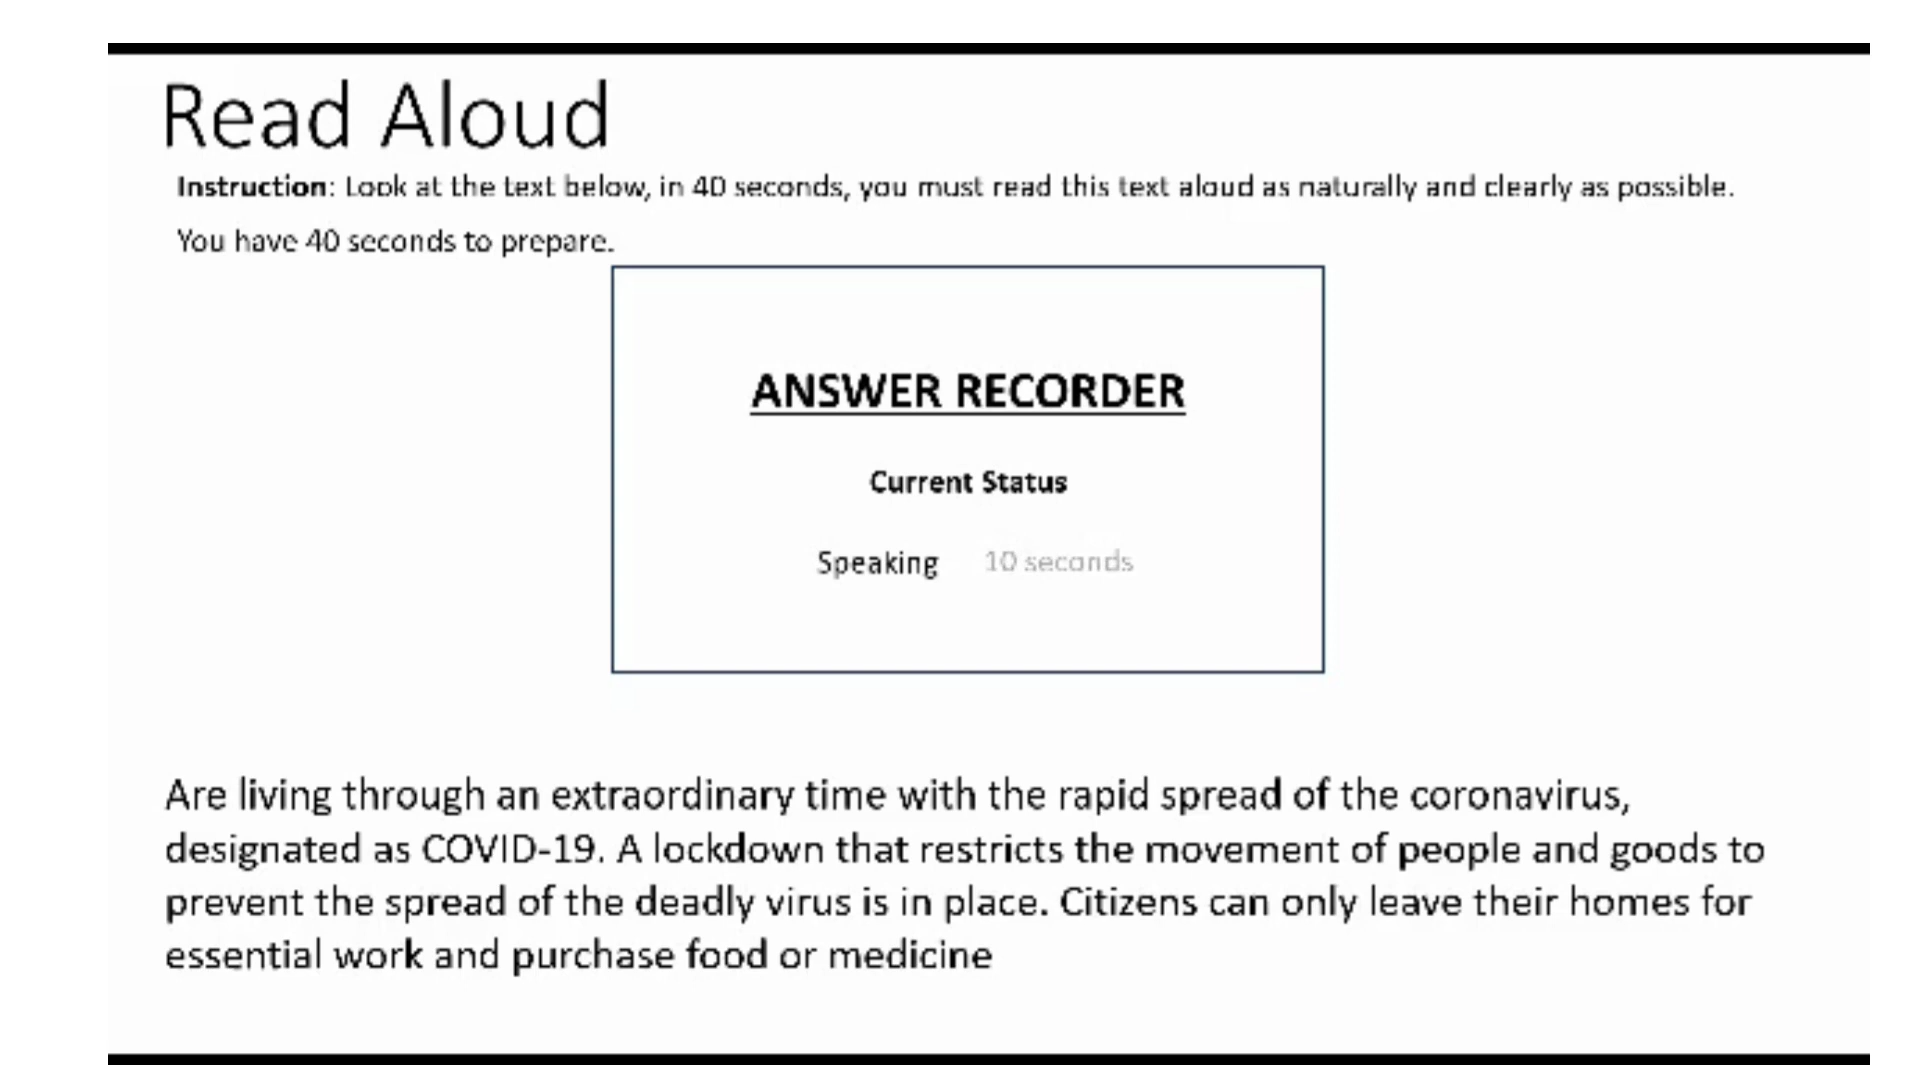 Read Aloud
Instruction: Look at the text below, in 40 seconds, you must read this text aloud as naturally and clearly as possible.
You have 40 seconds to prepare.
ANSWER RECORDER
Current Status
Speaking 10 seconds
Are living through an extraordinary time with the rapid spread of the coronavirus,
designated as COVID-19. A lockdown that restricts the movement of people and goods to
prevent the spread of the deadly virus is in place. Citizens can only leave their homes for
essential work and purchase food or medicine